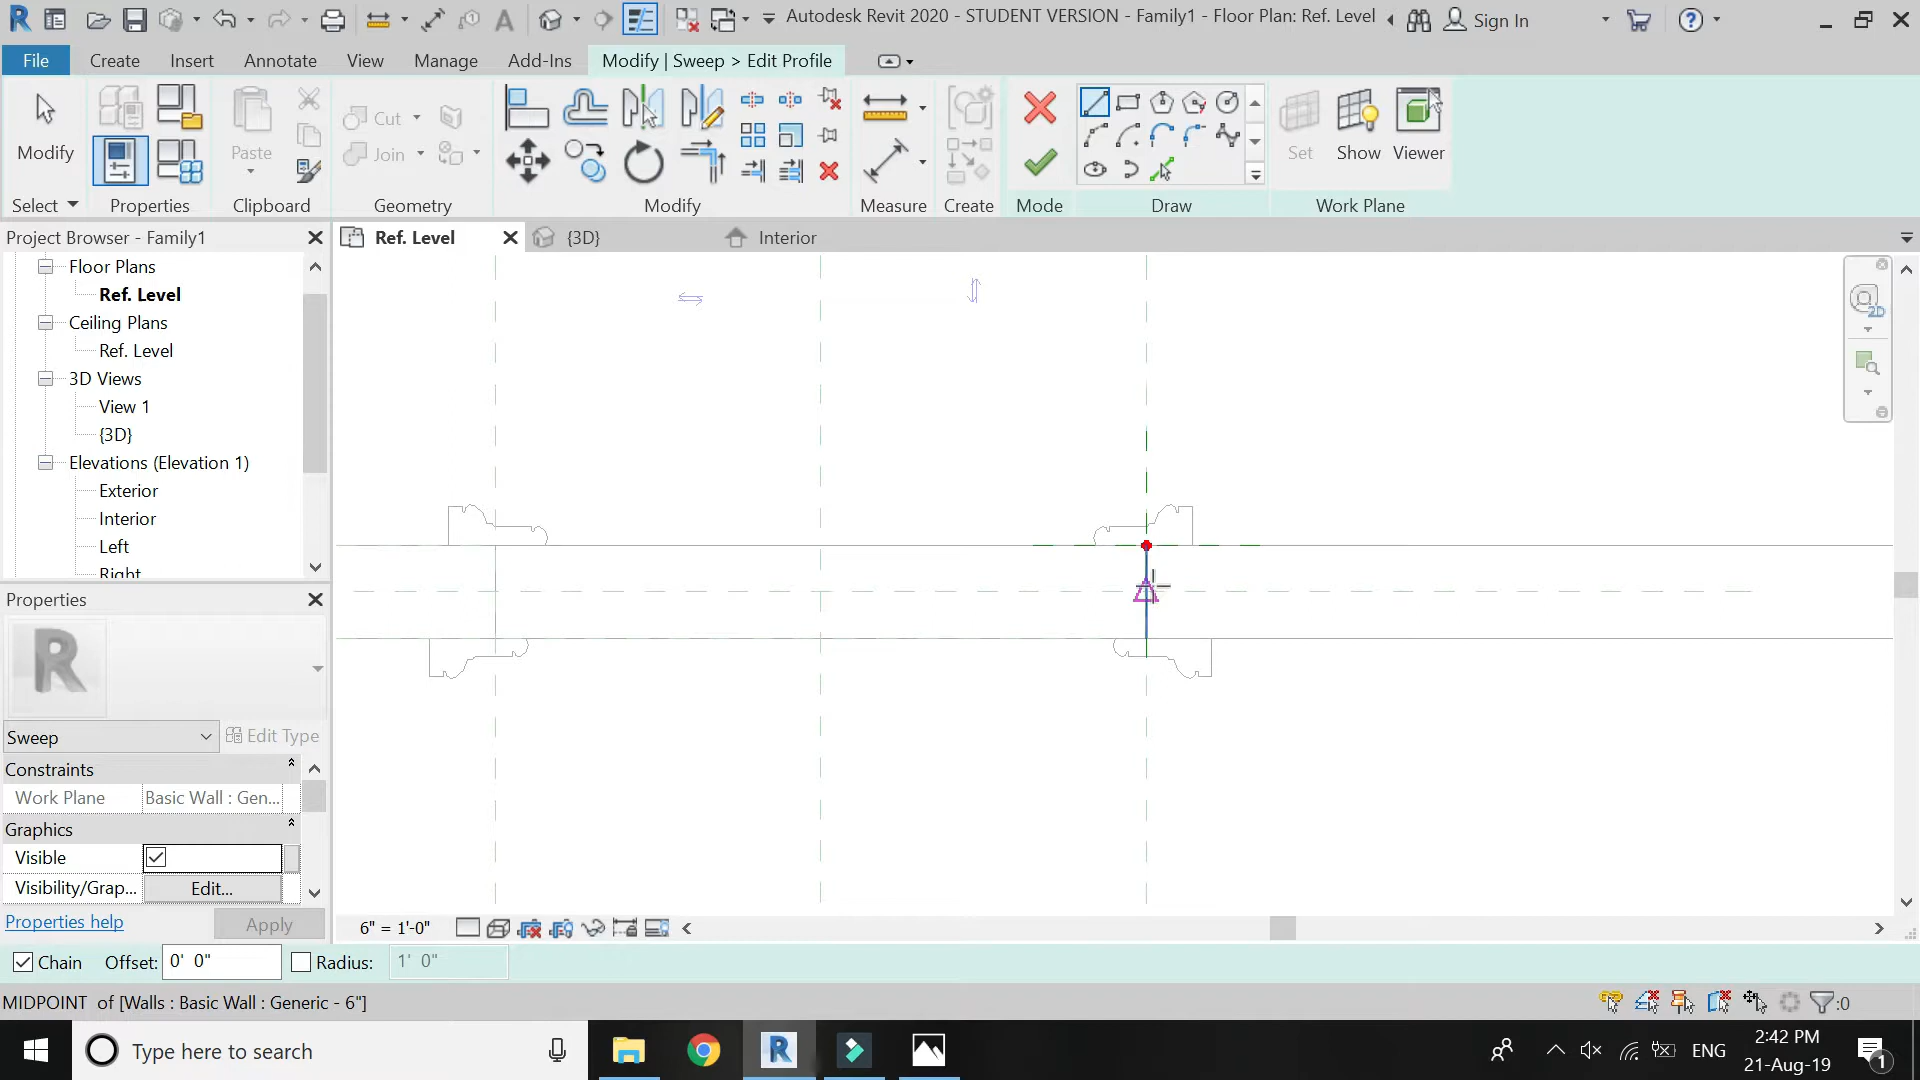 Autodesk Revit 2020 - STUDENT VERSION - Family1 - Floor Plan: Ref. Level
Sign In
File
Create
Insert
Annotate
View
Manage
Add-Ins
Modify | Sweep > Edit Profile
Modify
Paste
Cut
Join
Set
Show
Viewer
Select
Properties
Clipboard
Geometry
Modify
Measure
Create
Mode
Draw
Work Plane
Project Browser - Family1
Ref. Level
{3D}
Interior
2D
Floor Plans
Ref. Level
Ceiling Plans
Ref. Level
3D Views
View 1
{3D}
Elevations (Elevation 1)
Exterior
Interior
Left
Right
Properties
R
Sweep
Edit Type
Constraints
Work Plane
Basic Wall : Gen...
Graphics
Visible
Visibility/Grap...
Edit...
Properties help
Apply
6" = 1'-0"
Chain
Offset:
0'  0"
Radius:
1'  0"
MIDPOINT  of [Walls : Basic Wall : Generic - 6"]
:0
Type here to search
ENG
2:42 PM
21-Aug-19
1